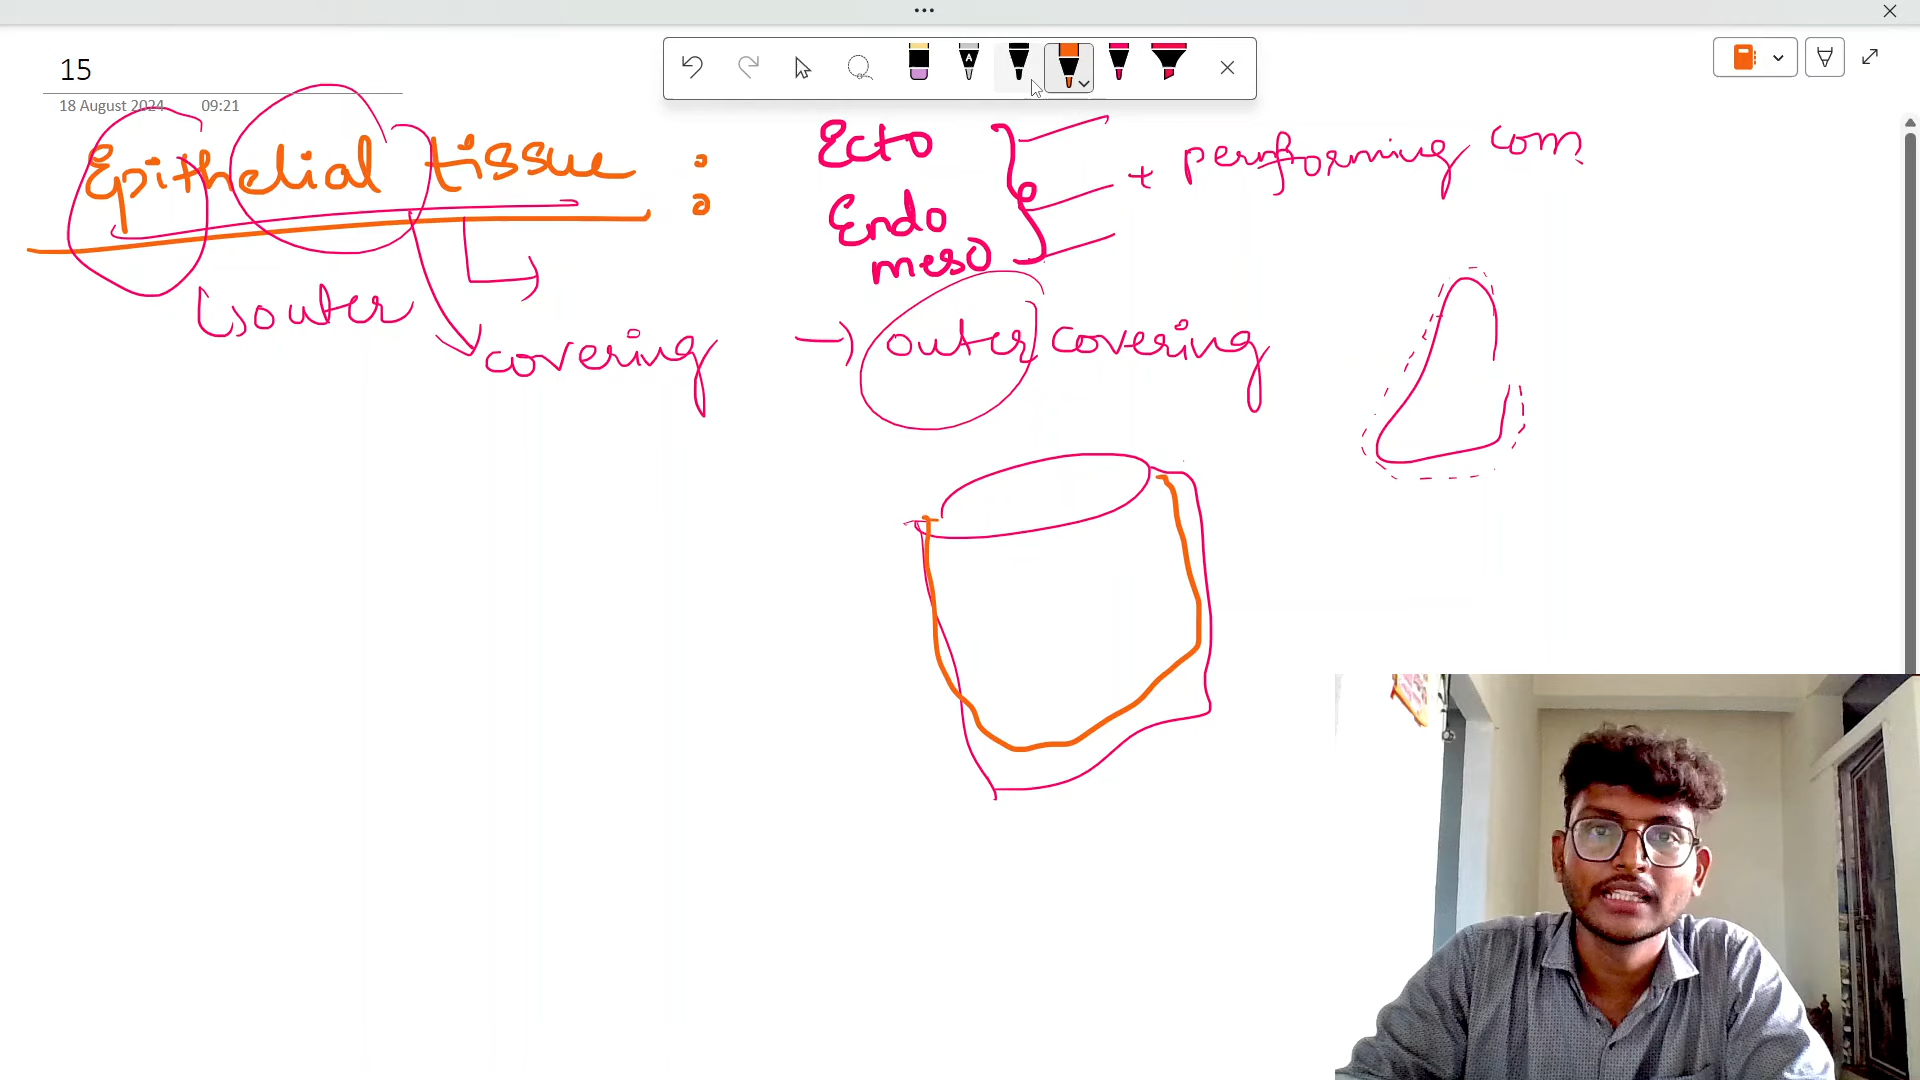 15
18 August 2024 09:21
Epithelial tissue :
Ecto
Endo
meso
+ performing com
outer
covering
→ outer covering
A